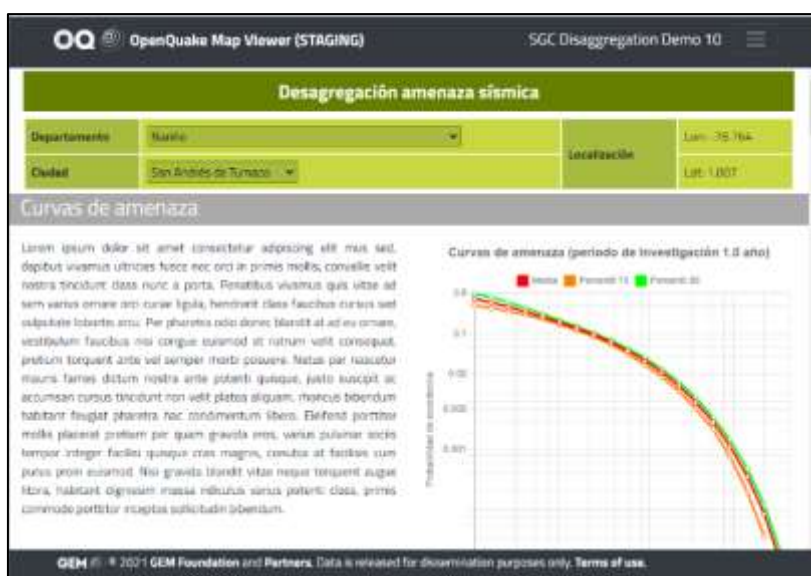 OQ OpenQuake Map Viewer (STAGING)
SGC Disaggregation Demo 10
Desagregación amenaza sísmica
Departamento
Nariño
Localización
Lon: -78.764
Ciudad
San Andrés de Tumaco
Lat: 1.807
Curvas de amenaza
Lorem ipsum dolor sit amet consectetur adipiscing elit mus sed,
dapibus vivamus ultricies fusce nec orci in primis mollis, convallis velit
nostra tincidunt class nunc a porta. Penatibus vivamus quis vitae ad
sem varius ornare orci curae ligula, hendrerit class faucibus cursus sed
vulputate lobortis arcu. Per pharetra odio donec blandit at ad eu ornare,
vestibulum faucibus nisi congue euismod at rutrum velit consequat,
pretium torquent ante vel semper morbi posuere. Natus per nascetur
mauris fames dictum nostra ante potenti quisque, justo suscipit ac
accumsan cursus tincidunt non velit platea aliquam, rhoncus bibendum
habitant feugiat pharetra hac condimentum libero. Eleifend porttitor
mollis placerat pretium per quam gravida eros, varius pulvinar sociis
tempor integer facilisi quisque cras magnis, conubia at facilisis cum
purus proin euismod. Nisi gravida blandit vitae neque torquent augue
litora, habitant dignissim massa ridiculus varius potenti class, primis
commodo porttitor inceptos sollicitudin bibendum.
Curvas de amenaza (periodo de investigación 1.0 año)
Media
0.1
0.001
Probabilidad de excedencia
GEM © 2021 GEM Foundation and Partners. Data is released for dissemination purposes only. Terms of use.